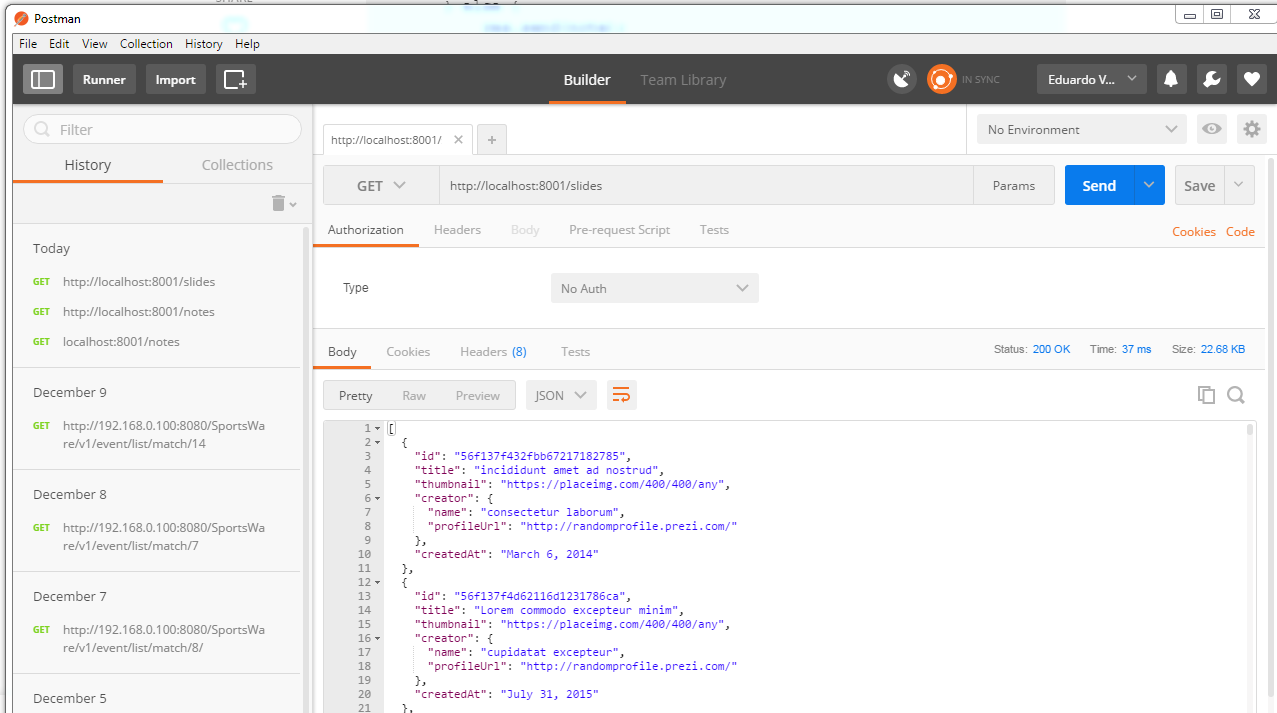 Postman
File Edit View Collection History Help
Runner Import Builder Team Library IN SYNC Eduardo V...
Filter
History Collections
Today
GET http://localhost:8001/slides
GET http://localhost:8001/notes
GET localhost:8001/notes
December 9
GET http://192.168.0.100:8080/SportsWa
re/v1/event/list/match/14
December 8
GET http://192.168.0.100:8080/SportsWa
re/v1/event/list/match/7
December 7
GET http://192.168.0.100:8080/SportsWa
re/v1/event/list/match/8/
December 5
http://localhost:8001/ No Environment
GET http://localhost:8001/slides Params Send Save
Authorization Headers Body Pre-request Script Tests Cookies Code
Type No Auth
Body Cookies Headers (8) Tests Status: 200 OK Time: 37 ms Size: 22.68 KB
Pretty Raw Preview JSON
1 [
2 {
3 "id": "56f137f432fbb67217182785",
4 "title": "incididunt amet ad nostrud",
5 "thumbnail": "https://placeimg.com/400/400/any",
6 "creator": {
7 "name": "consectetur laborum",
8 "profileUrl": "http://randomprofile.prezi.com/"
9 },
10 "createdAt": "March 6, 2014"
11 },
12 {
13 "id": "56f137f4d62116d1231786ca",
14 "title": "Lorem commodo excepteur minim",
15 "thumbnail": "https://placeimg.com/400/400/any",
16 "creator": {
17 "name": "cupidatat excepteur",
18 "profileUrl": "http://randomprofile.prezi.com/"
19 },
20 "createdAt": "July 31, 2015"
21 },